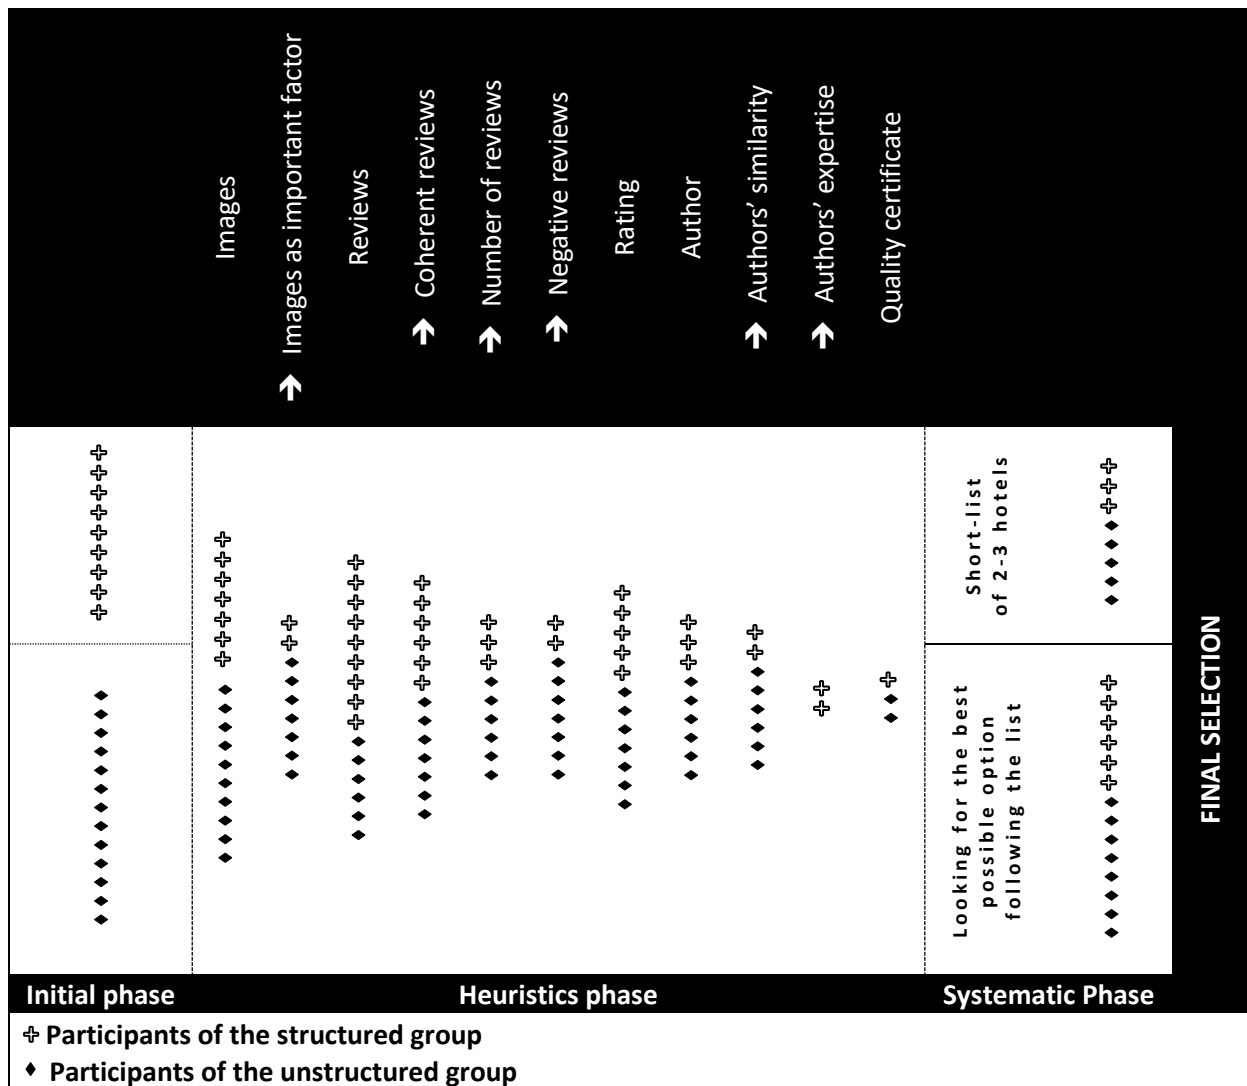 Images
→ Images as important factor
Reviews
→ Coherent reviews
→ Number of reviews
→ Negative reviews
Rating
Author
→ Authors’ similarity
→ Authors’ expertise
Quality certificate
Short-list
of 2-3 hotels
Looking for the best
possible option
following the list
FINAL SELECTION
Initial phase
Heuristics phase
Systematic Phase
Participants of the structured group
Participants of the unstructured group